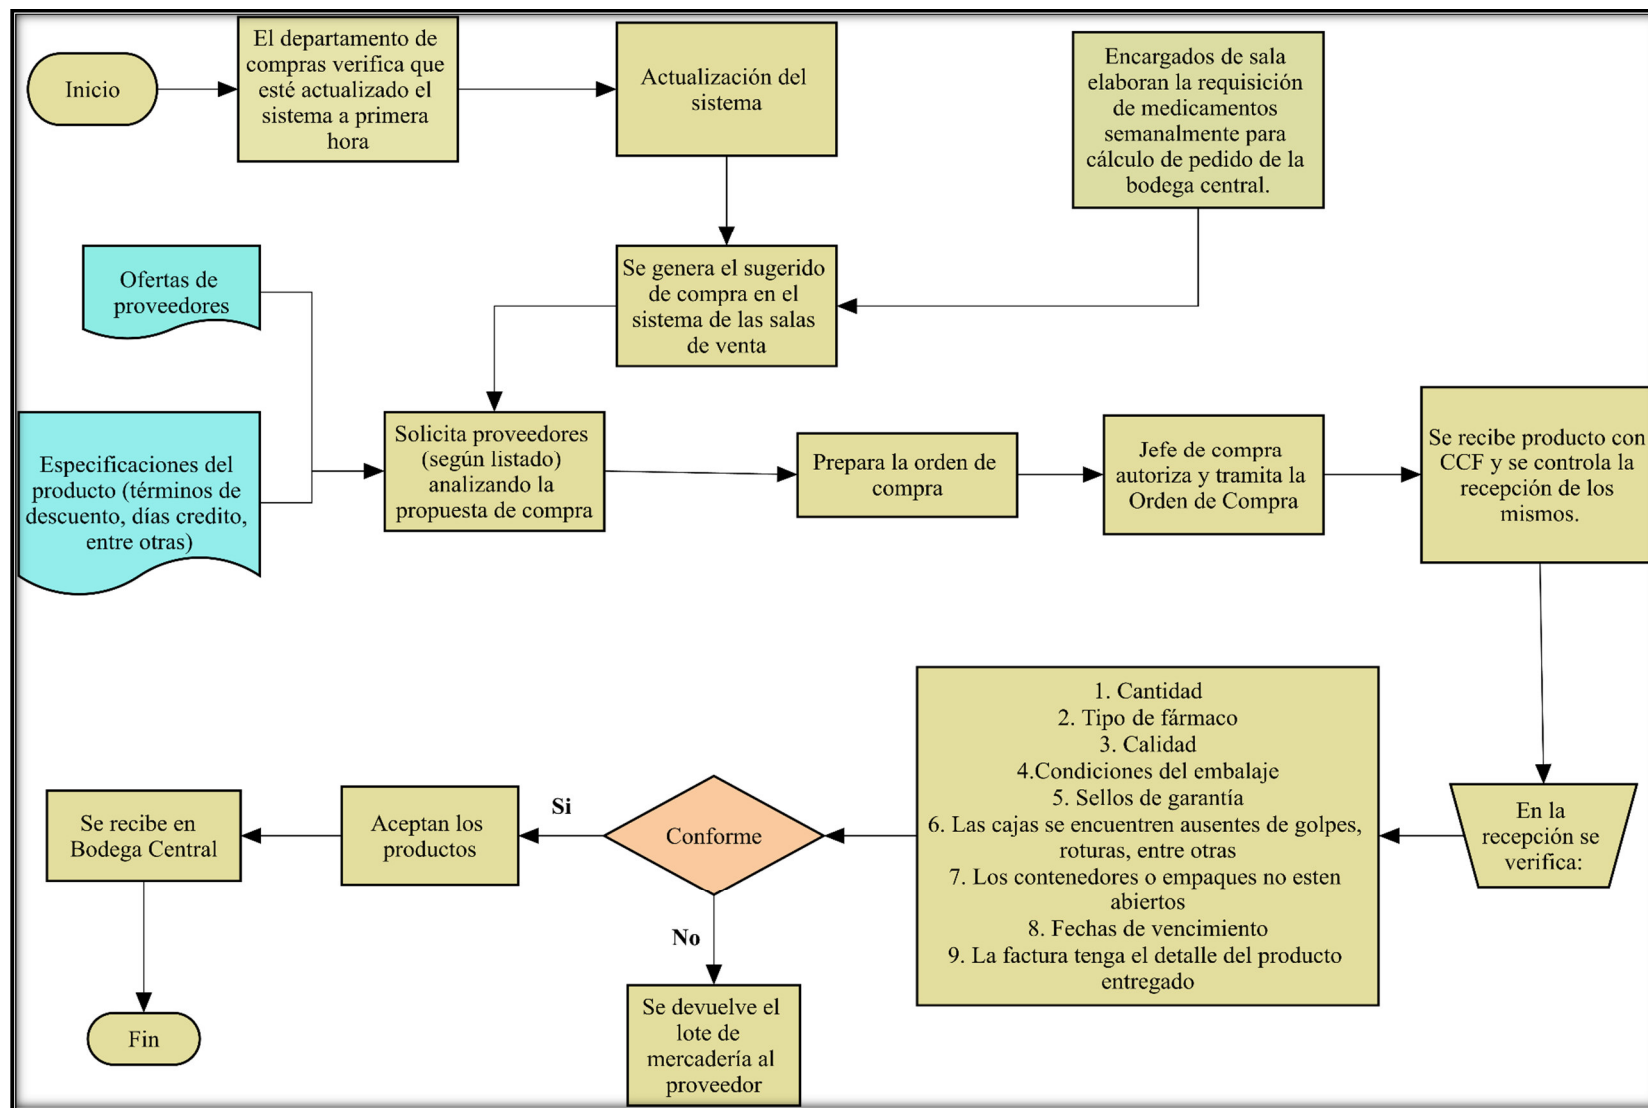 Inicio
El departamento de
compras verifica que
esté actualizado el
sistema a primera
hora
Actualización del
sistema
Encargados de sala
elaboran la requisición
de medicamentos
semanalmente para
cálculo de pedido de la
bodega central.
Ofertas de
proveedores
Se genera el sugerido
de compra en el
sistema de las salas
de venta
Especificaciones del
producto (términos de
descuento, días credito,
entre otras)
Solicita proveedores
(según listado)
analizando la
propuesta de compra
Prepara la orden de
compra
Jefe de compra
autoriza y tramita la
Orden de Compra
Se recibe producto con
CCF y se controla la
recepción de los
mismos.
En la
recepción se
verifica:
1. Cantidad
2. Tipo de fármaco
3. Calidad
4.Condiciones del embalaje
5. Sellos de garantía
6. Las cajas se encuentren ausentes de golpes,
roturas, entre otras
7. Los contenedores o empaques no esten
abiertos
8. Fechas de vencimiento
9. La factura tenga el detalle del producto
entregado
Conforme
Si
Aceptan los
productos
Se recibe en
Bodega Central
Fin
No
Se devuelve el
lote de
mercadería al
proveedor